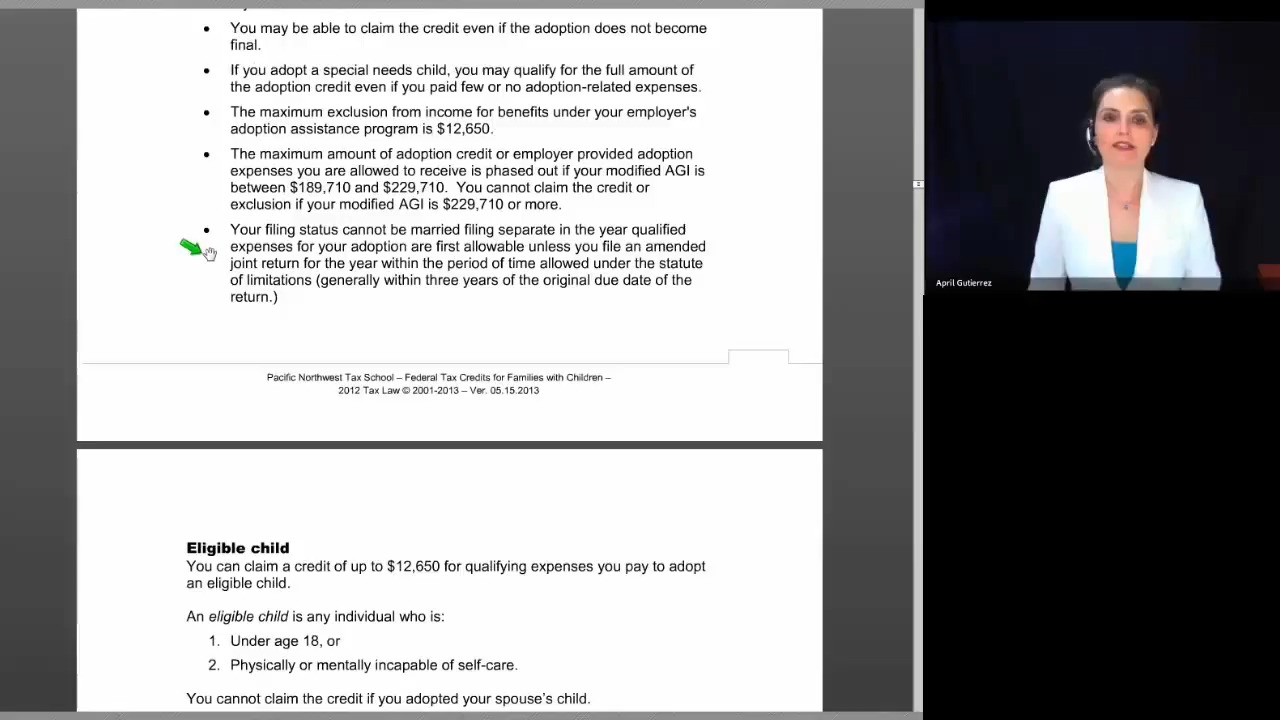 You may be able to claim the credit even if the adoption does not become
final.
If you adopt a special needs child, you may qualify for the full amount of
the adoption credit even if you paid few or no adoption-related expenses.
The maximum exclusion from income for benefits under your employer's
adoption assistance program is $12,650.
The maximum amount of adoption credit or employer provided adoption
expenses you are allowed to receive is phased out if your modified AGI is
between $189,710 and $229,710.  You cannot claim the credit or
exclusion if your modified AGI is $229,710 or more.
Your filing status cannot be married filing separate in the year qualified
expenses for your adoption are first allowable unless you file an amended
joint return for the year within the period of time allowed under the statute
of limitations (generally within three years of the original due date of the
return.)
Pacific Northwest Tax School – Federal Tax Credits for Families with Children –
2012 Tax Law © 2001-2013 – Ver. 05.15.2013
Eligible child
You can claim a credit of up to $12,650 for qualifying expenses you pay to adopt
an eligible child.
An eligible child is any individual who is:
1. Under age 18, or
2. Physically or mentally incapable of self-care.
You cannot claim the credit if you adopted your spouse's child.
April Gutierrez